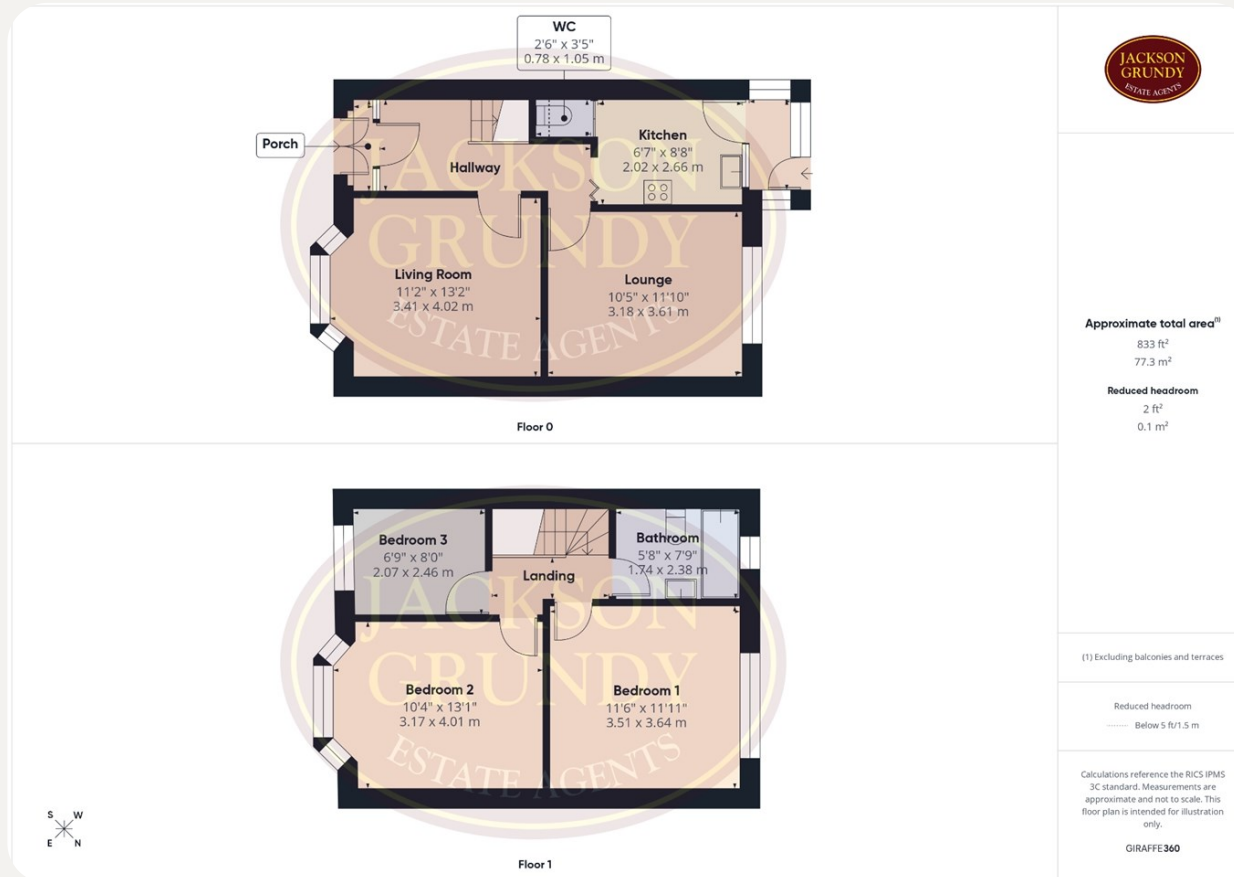 WC
2'6" x 3'5"
0.78 x 1.05 m
Porch
Hallway
Kitchen
6'7" x 8'8"
2.02 x 2.66 m
Living Room
11'2" x 13'2"
3.41 x 4.02 m
Lounge
10'5" x 11'10"
3.18 x 3.61 m
JACKSON
GRUNDY
ESTATE AGENTS
Floor 0
Bedroom 3
6'9" x 8'0"
2.07 x 2.46 m
Landing
Bathroom
5'8" x 7'9"
1.74 x 2.38 m
Bedroom 2
10'4" x 13'1"
3.17 x 4.01 m
Bedroom 1
11'6" x 11'11"
3.51 x 3.64 m
JACKSON
GRUNDY
ESTATE AGENTS
S W
E N
Floor 1
JACKSON
GRUNDY
ESTATE AGENTS
Approximate total area(1)
833 ft²
77.3 m²
Reduced headroom
2 ft²
0.1 m²
(1) Excluding balconies and terraces
Reduced headroom
Below 5 ft/1.5 m
Calculations reference the RICS IPMS
3C standard. Measurements are
approximate and not to scale. This
floor plan is intended for illustration
only.
GIRAFFE360